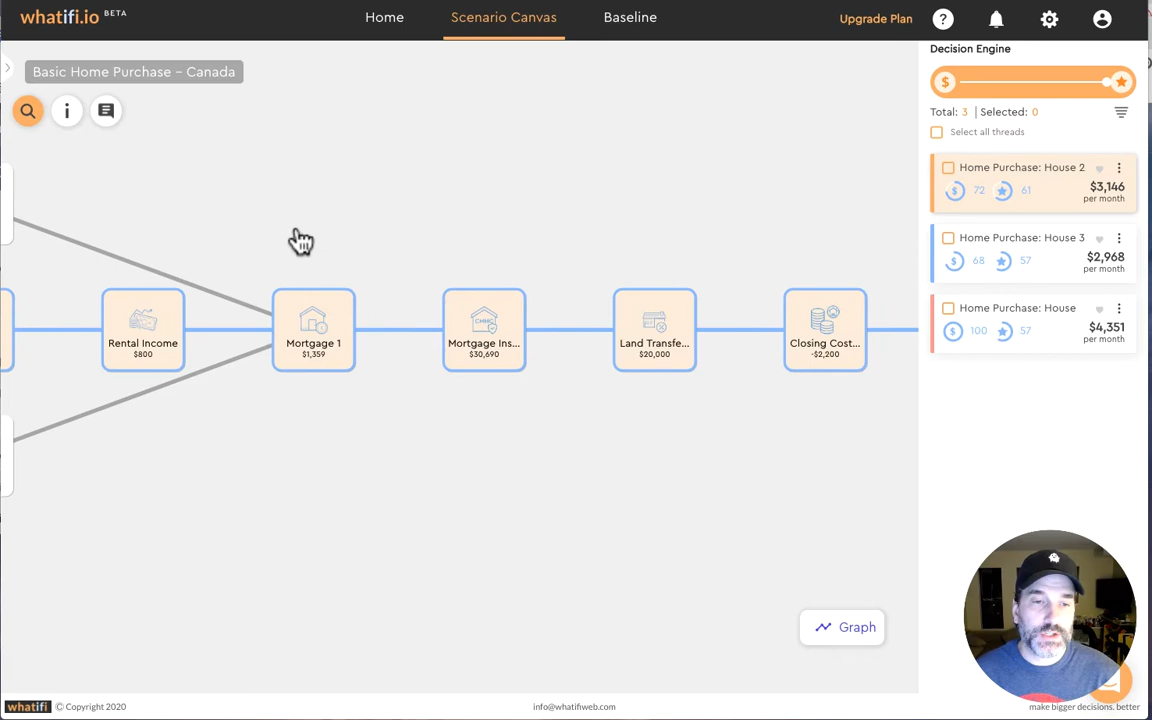 whatifi.io BETA
Home
Scenario Canvas
Baseline
Upgrade Plan
?
Basic Home Purchase – Canada
i
Decision Engine
$
Total: 3 | Selected: 0
Select all threads
Home Purchase: House 2
$ 72 61
$3,146
per month
Home Purchase: House 3
$ 68 57
$2,968
per month
Home Purchase: House
$ 100 57
$4,351
per month
Rental Income
$800
Mortgage 1
$1,359
CMHC
Mortgage Ins...
$30,690
Land Transfe...
$20,000
Closing Cost...
-$2,200
Graph
whatifi © Copyright 2020
info@whatifiweb.com
make bigger decisions. better